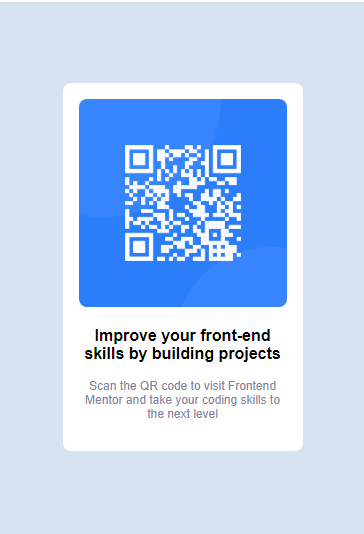 Improve your front-end
skills by building projects
Scan the QR code to visit Frontend
Mentor and take your coding skills to
the next level